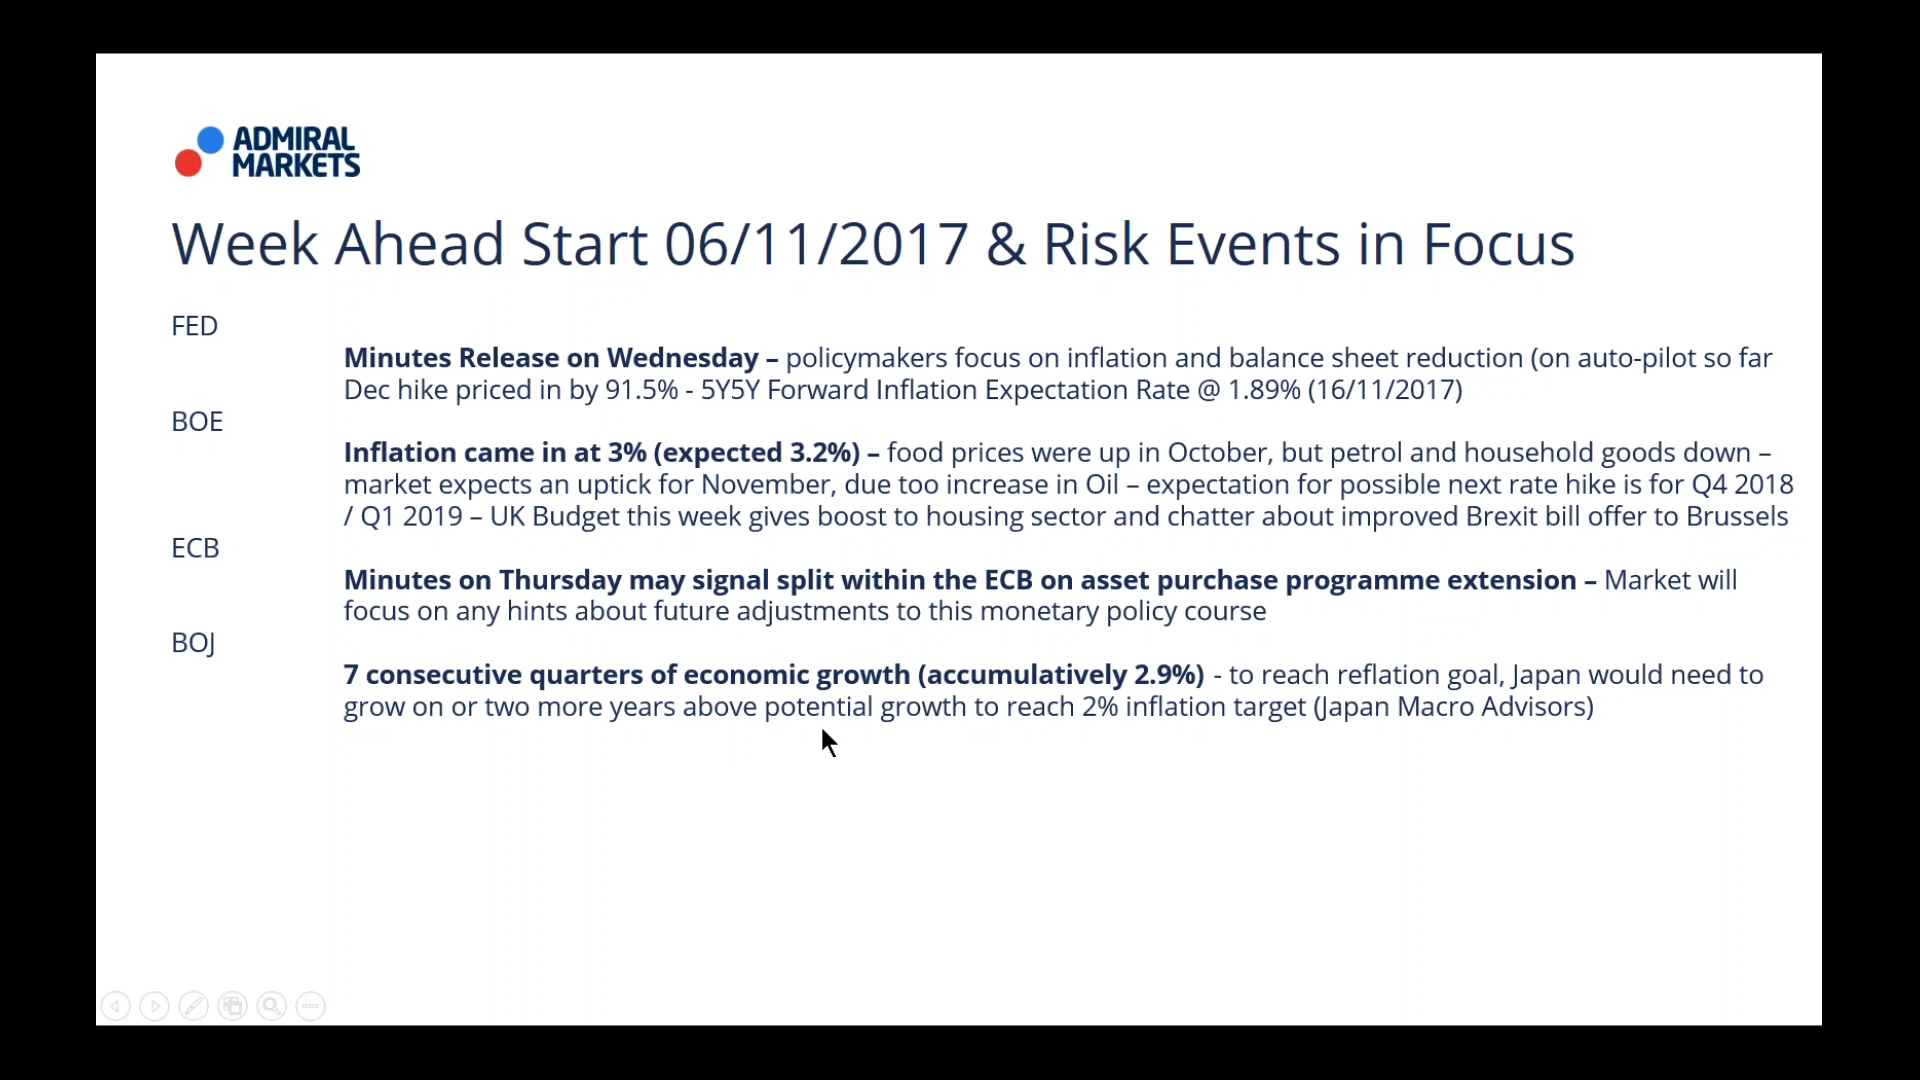 ADMIRAL
MARKETS
Week Ahead Start 06/11/2017 & Risk Events in Focus
FED
Minutes Release on Wednesday – policymakers focus on inflation and balance sheet reduction (on auto-pilot so far
Dec hike priced in by 91.5% - 5Y5Y Forward Inflation Expectation Rate @ 1.89% (16/11/2017)
BOE
Inflation came in at 3% (expected 3.2%) – food prices were up in October, but petrol and household goods down –
market expects an uptick for November, due too increase in Oil – expectation for possible next rate hike is for Q4 2018
/ Q1 2019 – UK Budget this week gives boost to housing sector and chatter about improved Brexit bill offer to Brussels
ECB
Minutes on Thursday may signal split within the ECB on asset purchase programme extension – Market will
focus on any hints about future adjustments to this monetary policy course
BOJ
7 consecutive quarters of economic growth (accumulatively 2.9%) - to reach reflation goal, Japan would need to
grow on or two more years above potential growth to reach 2% inflation target (Japan Macro Advisors)